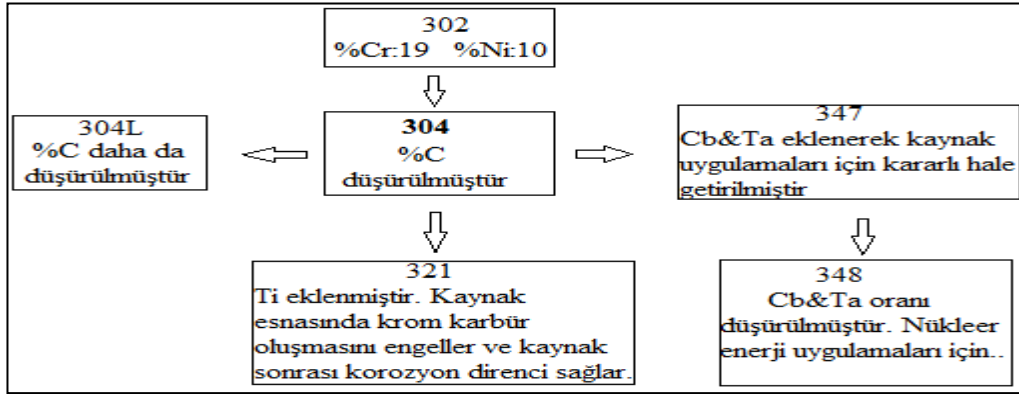 302
%Cr:19 %Ni:10
304L
%C daha da
düşürülmüştür
304
%C
düşürülmüştür
347
Cb&Ta eklenerek kaynak
uygulamaları için kararlı hale
getirilmiştir
321
Ti eklenmiştir. Kaynak
esnasında krom karbür
oluşmasını engeller ve kaynak
sonrası korozyon direnci sağlar.
348
Cb&Ta oranı
düşürülmüştür. Nükleer
enerji uygulamaları için..